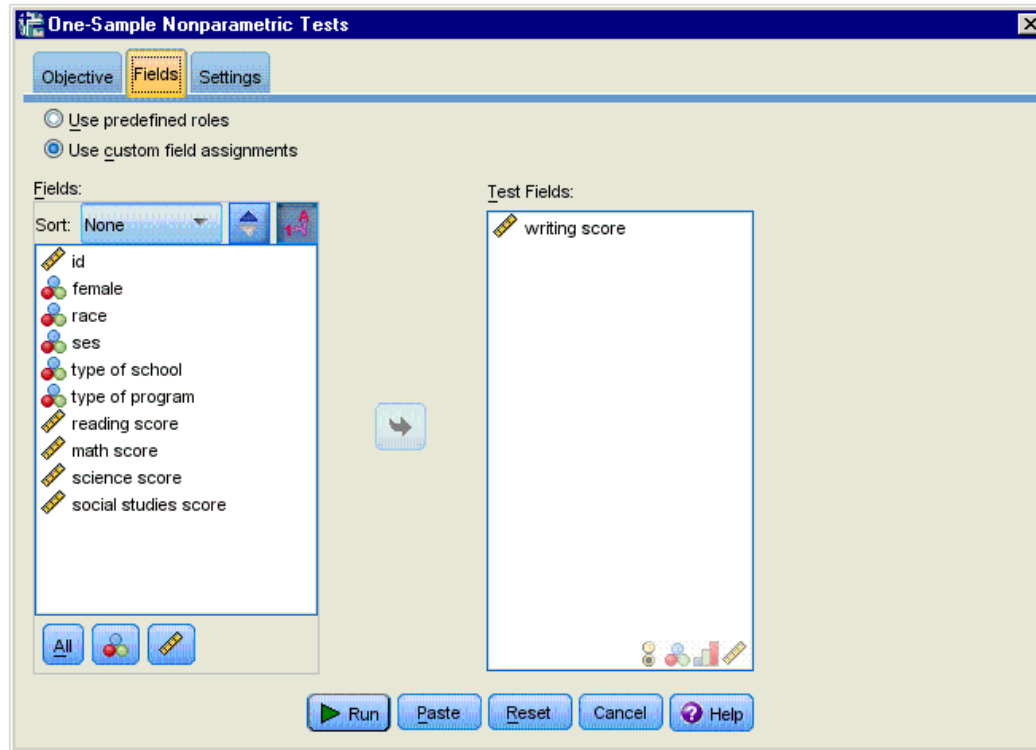 One-Sample Nonparametric Tests
Objective Fields Settings
Use predefined roles
Use custom field assignments
Fields:
Sort: None
id
female
race
ses
type of school
type of program
reading score
math score
science score
social studies score
All
Test Fields:
writing score
Run Paste Reset Cancel Help